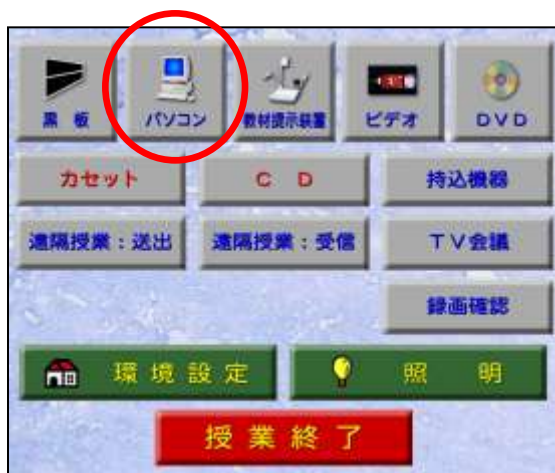 黒 板 パソコン 教材提示装置 ビデオ DVD
カセット C D 持込機器
遠隔授業：送出 遠隔授業：受信 TV会議
録画確認
環 境 設 定 照 明
授 業 終 了